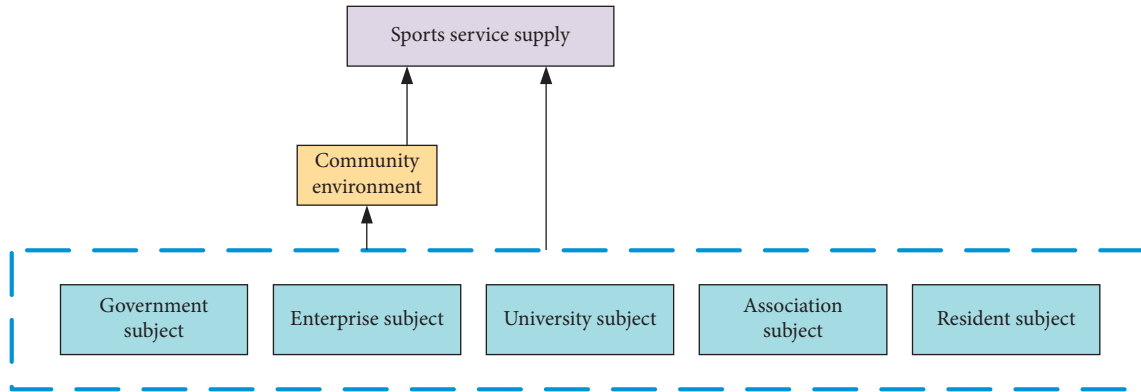 Sports service supply
Community
environment
Government
subject
Enterprise subject
University subject
Association
subject
Resident subject